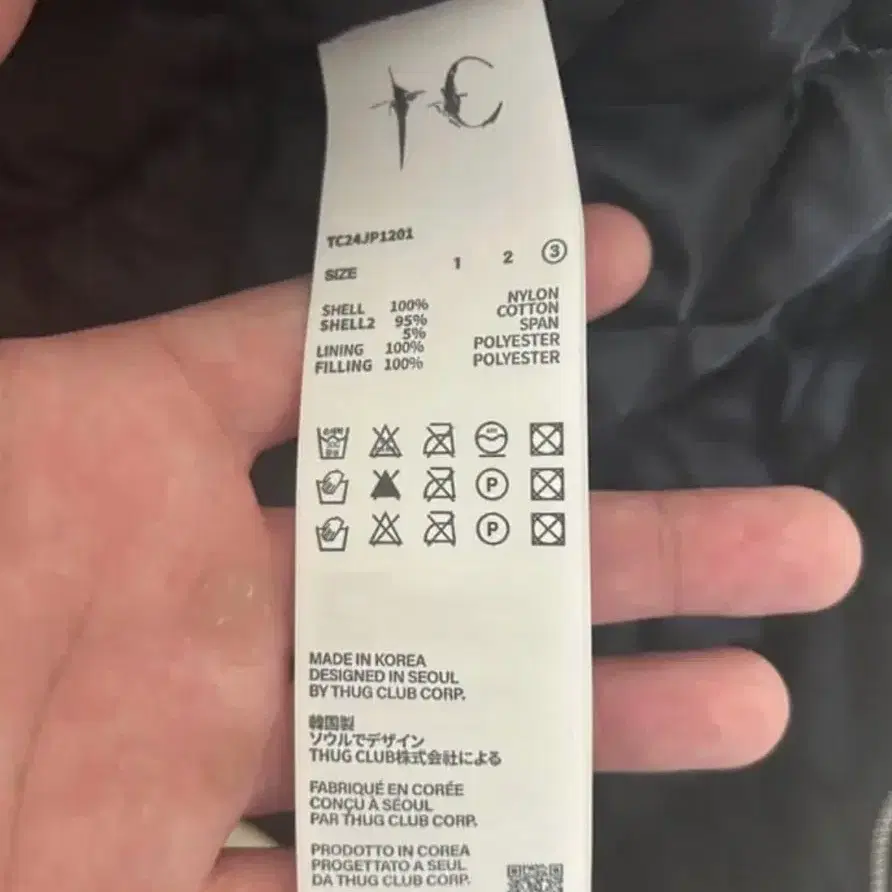 TC
TC24JP1201
SIZE 1 2 3
SHELL 100% NYLON
SHELL2 95% COTTON
5% SPAN
LINING 100% POLYESTER
FILLING 100% POLYESTER
P
P
MADE IN KOREA
DESIGNED IN SEOUL
BY THUG CLUB CORP.
韓国製
ソウルでデザイン
THUG CLUB株式会社による
FABRIQUÉ EN CORÉE
CONÇU À SÉOUL
PAR THUG CLUB CORP.
PRODOTTO IN COREA
PROGETTATO A SEUL
DA THUG CLUB CORP.